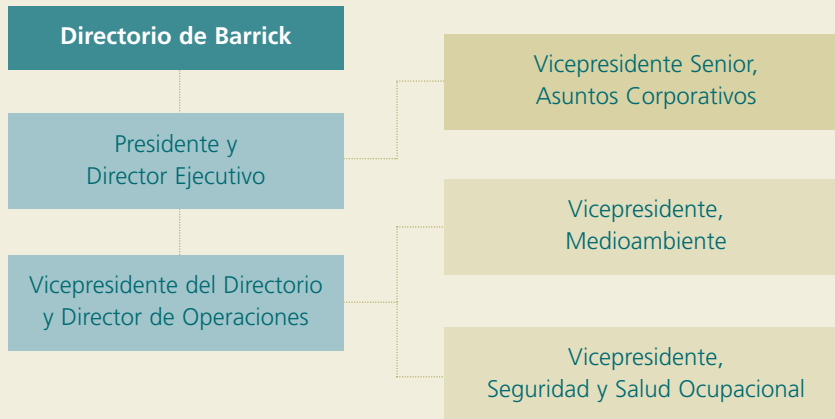 Directorio de Barrick
Presidente y
Director Ejecutivo
Vicepresidente del Directorio
y Director de Operaciones
Vicepresidente Senior,
Asuntos Corporativos
Vicepresidente,
Medioambiente
Vicepresidente,
Seguridad y Salud Ocupacional